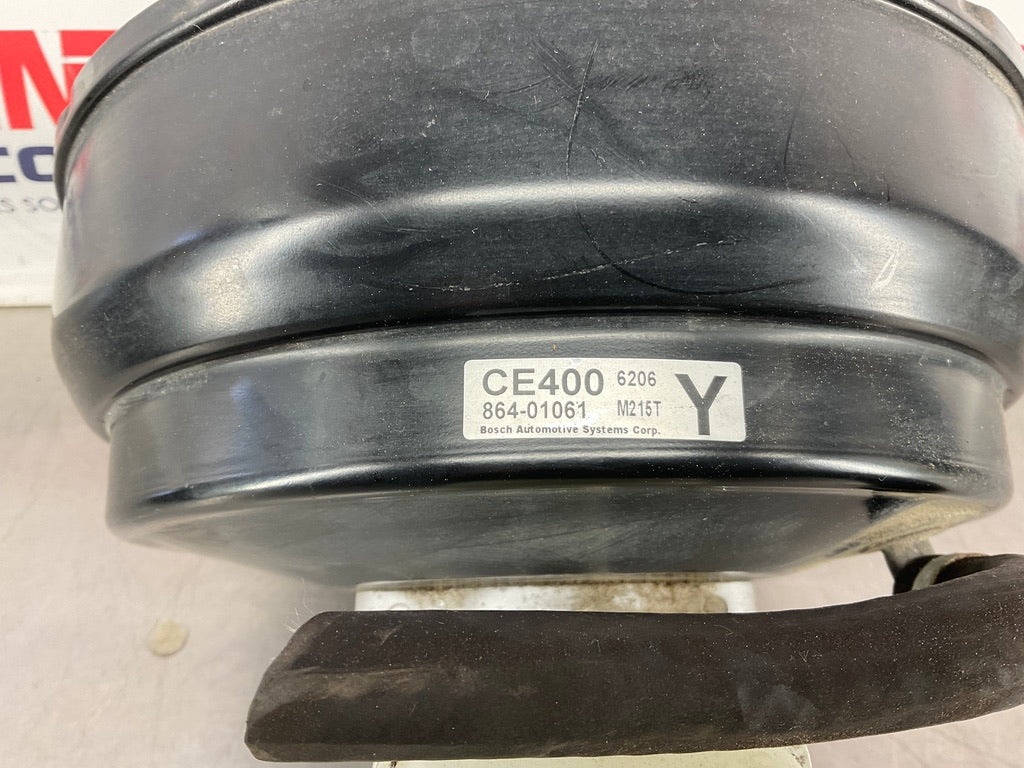 CE400 6206 Y
864-01061 M215T
Bosch Automotive Systems Corp.